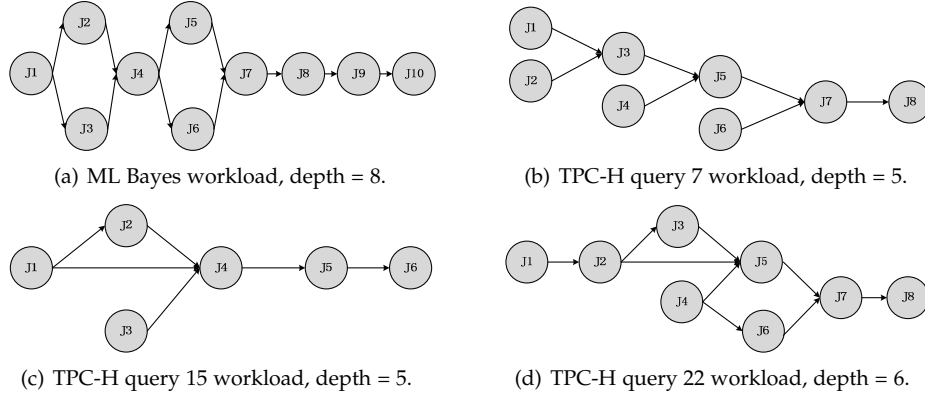 J1
J2
J3
J4
J5
J6
J7
J8
J9
J10
(a) ML Bayes workload, depth = 8.
J1
J2
J3
J4
J5
J6
J7
J8
(b) TPC-H query 7 workload, depth = 5.
J1
J2
J3
J4
J5
J6
(c) TPC-H query 15 workload, depth = 5.
J1
J2
J3
J4
J5
J6
J7
J8
(d) TPC-H query 22 workload, depth = 6.